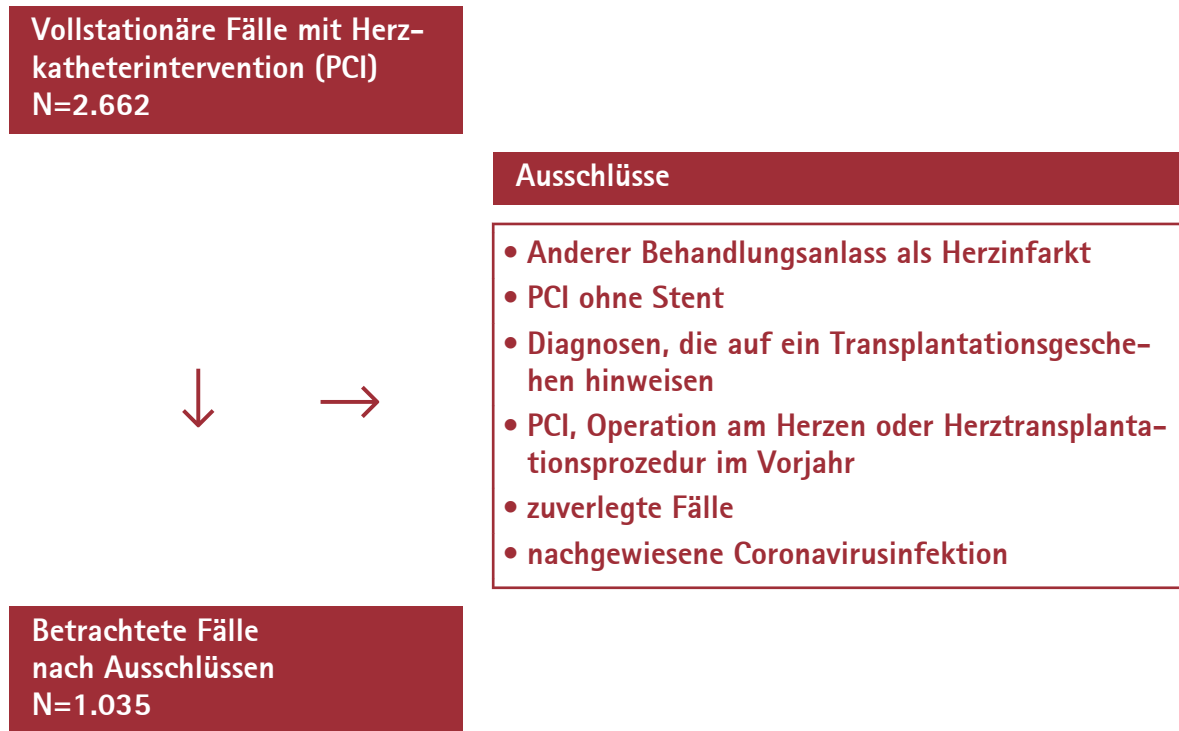 Vollstationäre Fälle mit Herz-
katheterintervention (PCI)
N=2.662
Ausschlüsse
• Anderer Behandlungsanlass als Herzinfarkt
• PCI ohne Stent
• Diagnosen, die auf ein Transplantationsgesche-
hen hinweisen
• PCI, Operation am Herzen oder Herztransplanta-
tionsprozedur im Vorjahr
• zuverlegte Fälle
• nachgewiesene Coronavirusinfektion
Betrachtete Fälle
nach Ausschlüssen
N=1.035